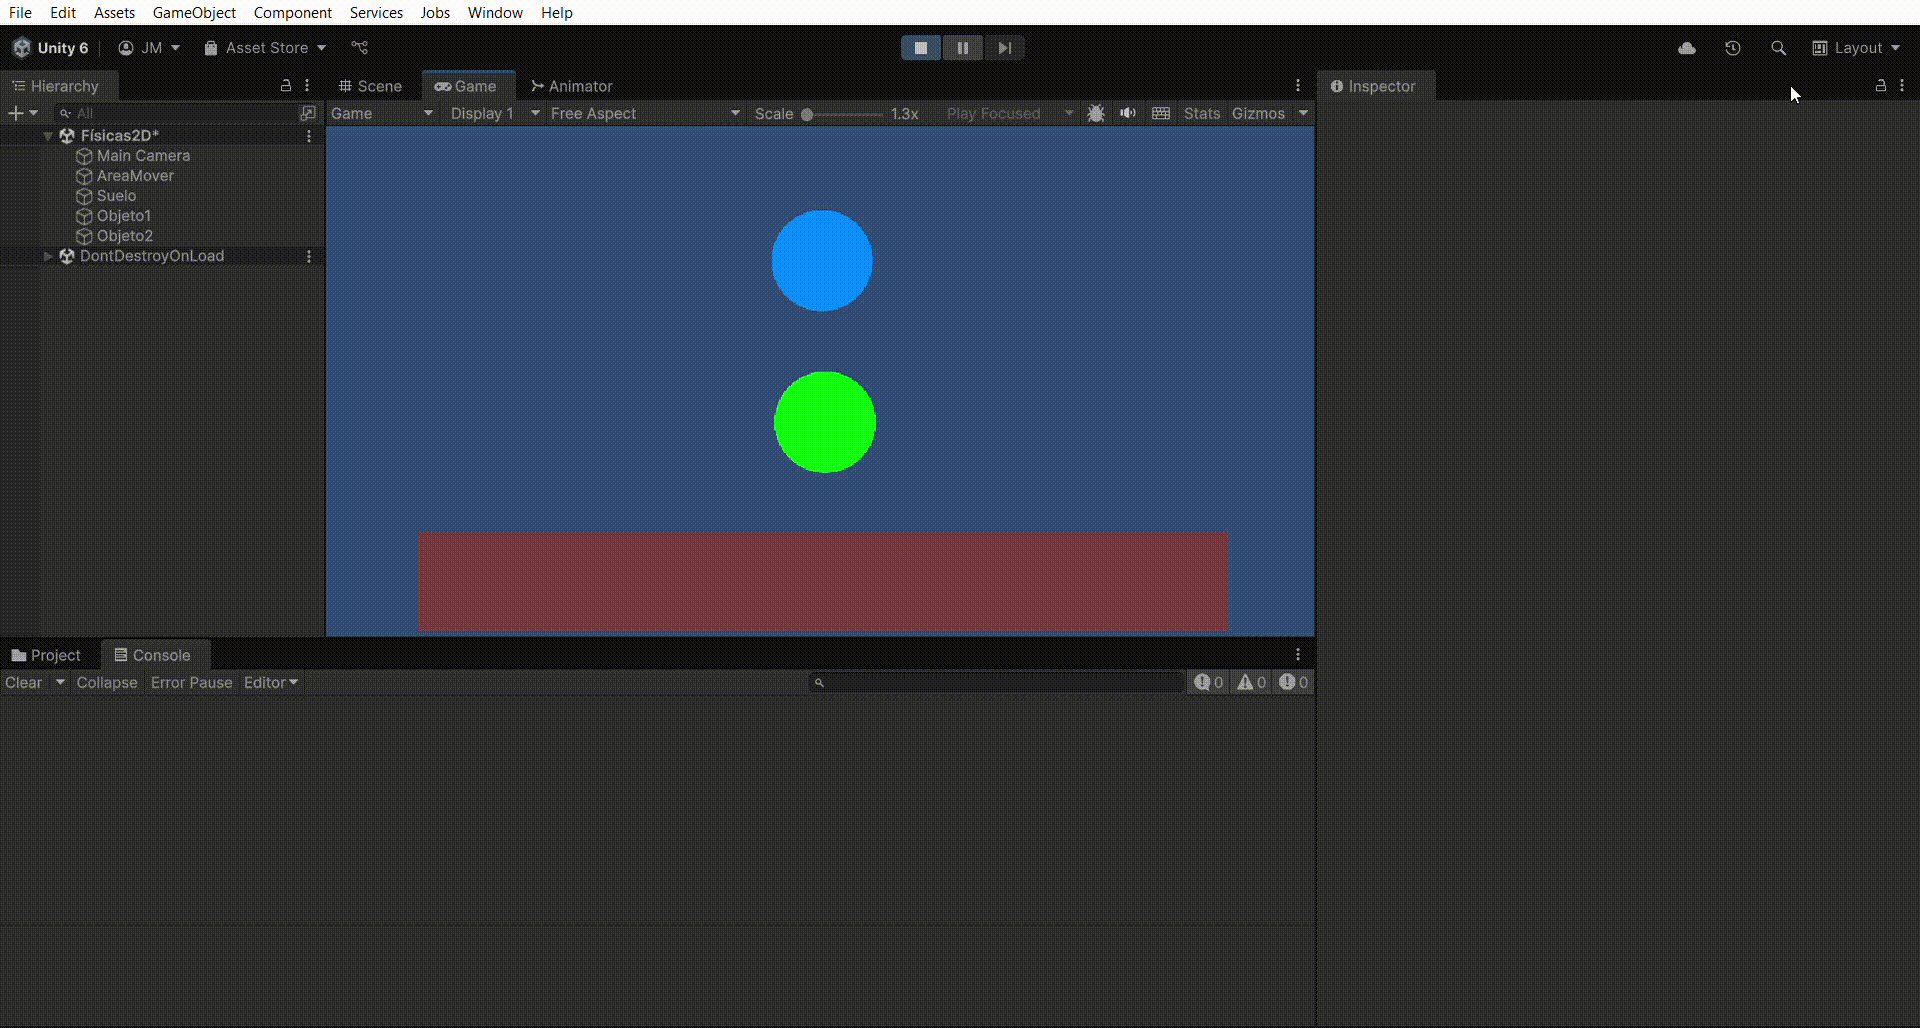 File Edit Assets GameObject Component Services Jobs Window Help
Unity 6 JM Asset Store Layout
Hierarchy Scene Game Animator Inspector
All Game Display 1 Free Aspect Scale 1.3x Play Focused Stats Gizmos
Físicas2D*
Main Camera
AreaMover
Suelo
Objeto1
Objeto2
DontDestroyOnLoad
Project Console
Clear Collapse Error Pause Editor 0 0 0